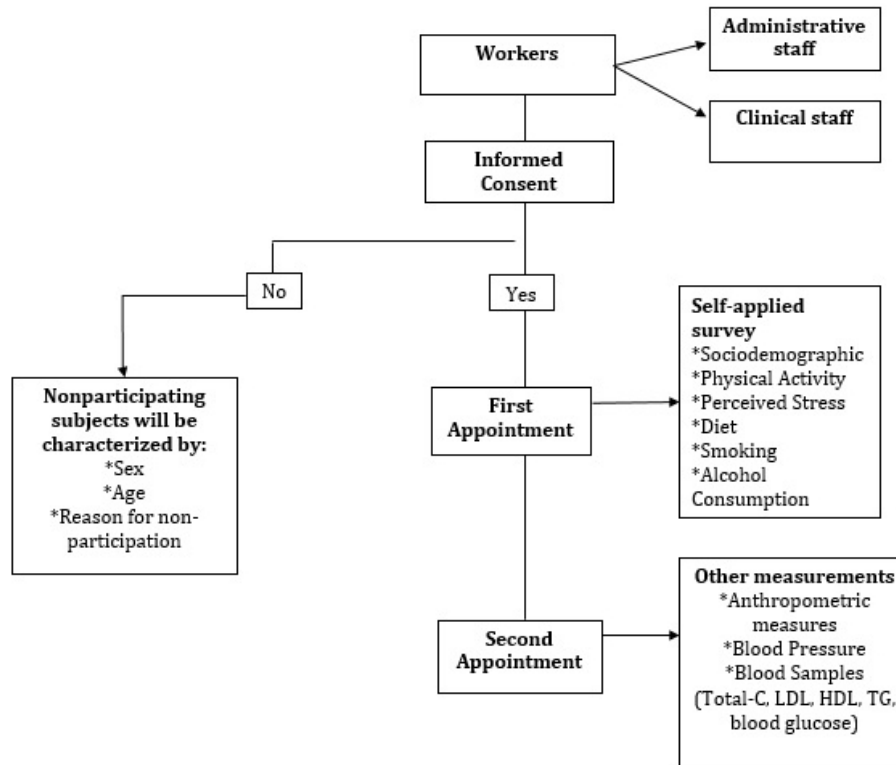 Workers
Administrative
staff
Clinical staff
Informed
Consent
No
Yes
Nonparticipating
subjects will be
characterized by:
*Sex
*Age
*Reason for non-
participation
First
Appointment
Self-applied
survey
*Sociodemographic
*Physical Activity
*Perceived Stress
*Diet
*Smoking
*Alcohol
Consumption
Second
Appointment
Other measurements
*Anthropometric
measures
*Blood Pressure
*Blood Samples
(Total-C, LDL, HDL, TG,
blood glucose)